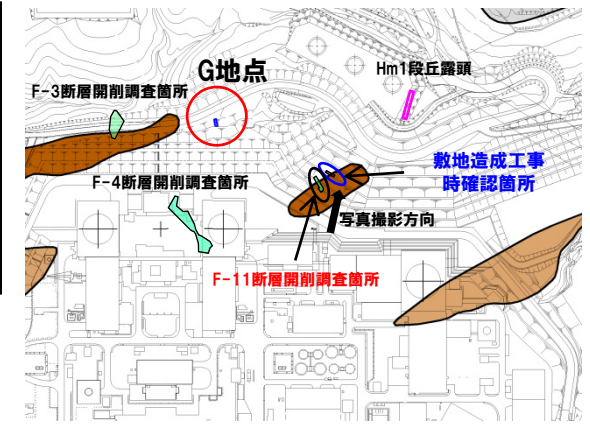 G地点
Hm1段丘露頭
F-3断層開削調査箇所
敷地造成工事
時確認箇所
F-4断層開削調査箇所
写真撮影方向
F-11断層開削調査箇所